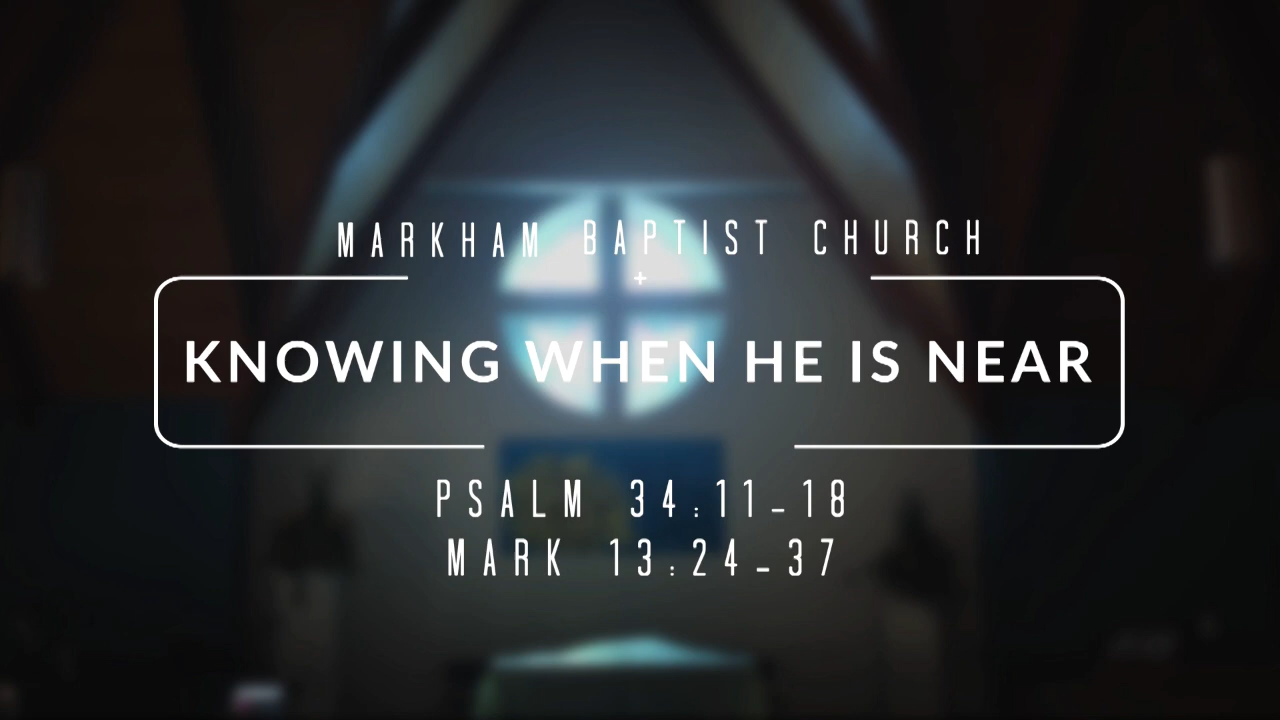 MARKHAM BAPTIST CHURCH
KNOWING WHEN HE IS NEAR
PSALM 34:11-18
MARK 13:24-37